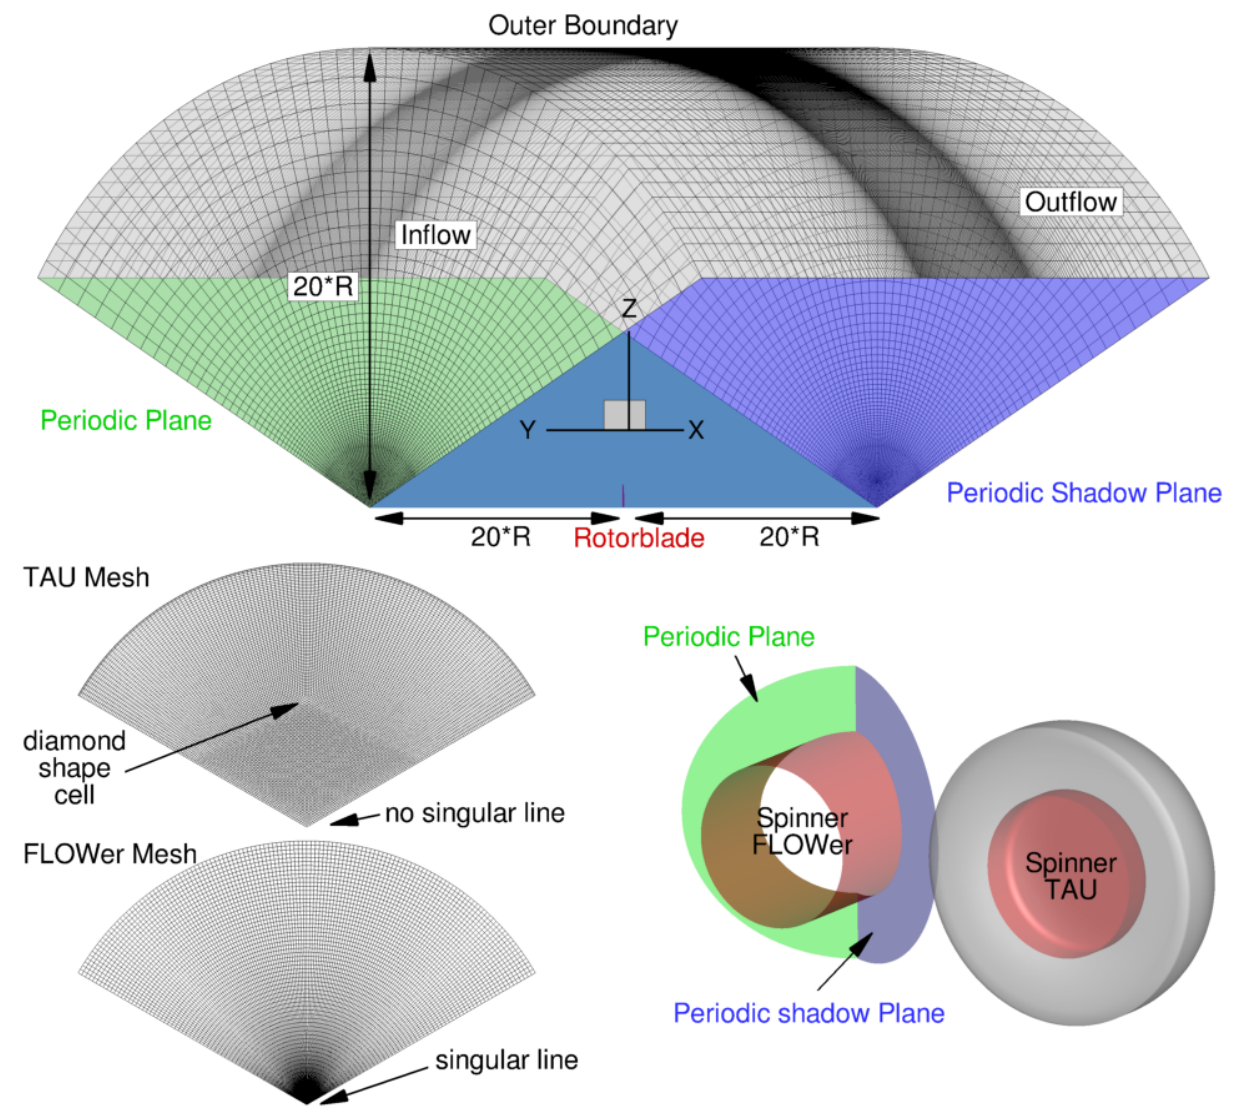 Outer Boundary
Outflow
Inflow
20*R
Z
Y
X
Periodic Plane
Periodic Shadow Plane
20*R
Rotorblade
20*R
TAU Mesh
diamond
shape
cell
no singular line
FLOWer Mesh
singular line
Periodic Plane
Spinner
FLOWer
Spinner
TAU
Periodic shadow Plane